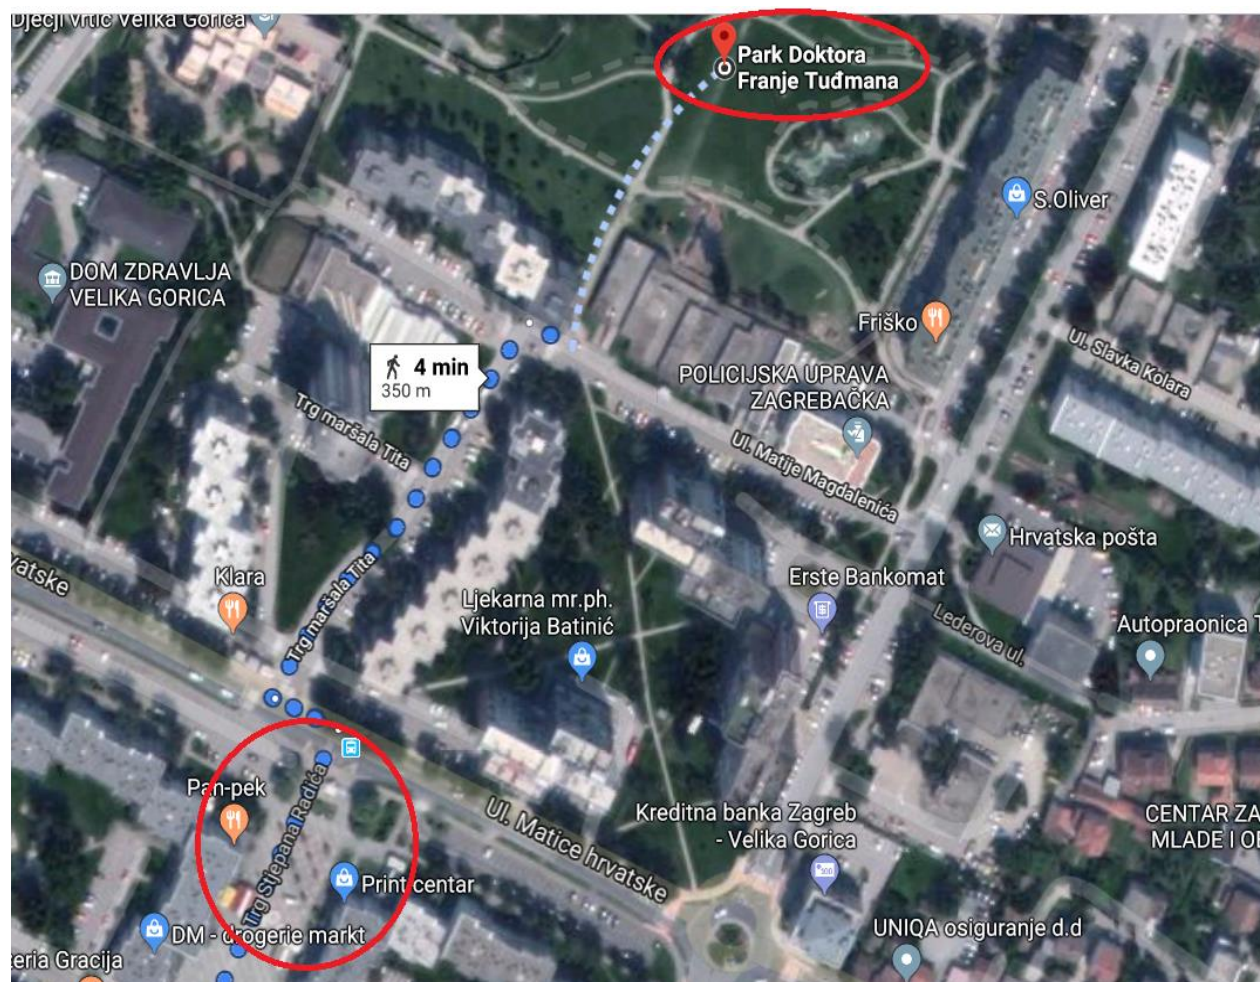 Dječji vrtić Velika Gorica
Park Doktora
Franje Tuđmana
S.Oliver
DOM ZDRAVLJA
VELIKA GORICA
Friško
Ul. Slavka Kolara
4 min
350 m
POLICIJSKA UPRAVA
ZAGREBAČKA
Trg maršala Tita
Ul. Matije Magdalenića
Hrvatska pošta
vatske
Klara
Erste Bankomat
Trg maršala Tita
Ljekarna mr.ph.
Viktorija Batinić
Lederova ul.
Autopraonica T
Pan-pek
Ul. Matice hrvatske
Kreditna banka Zagreb
- Velika Gorica
CENTAR ZA
MLADE I O
Trg Stjepana Radića
Print centar
DM - drogerie markt
UNIQA osiguranje d.d
eria Gracija